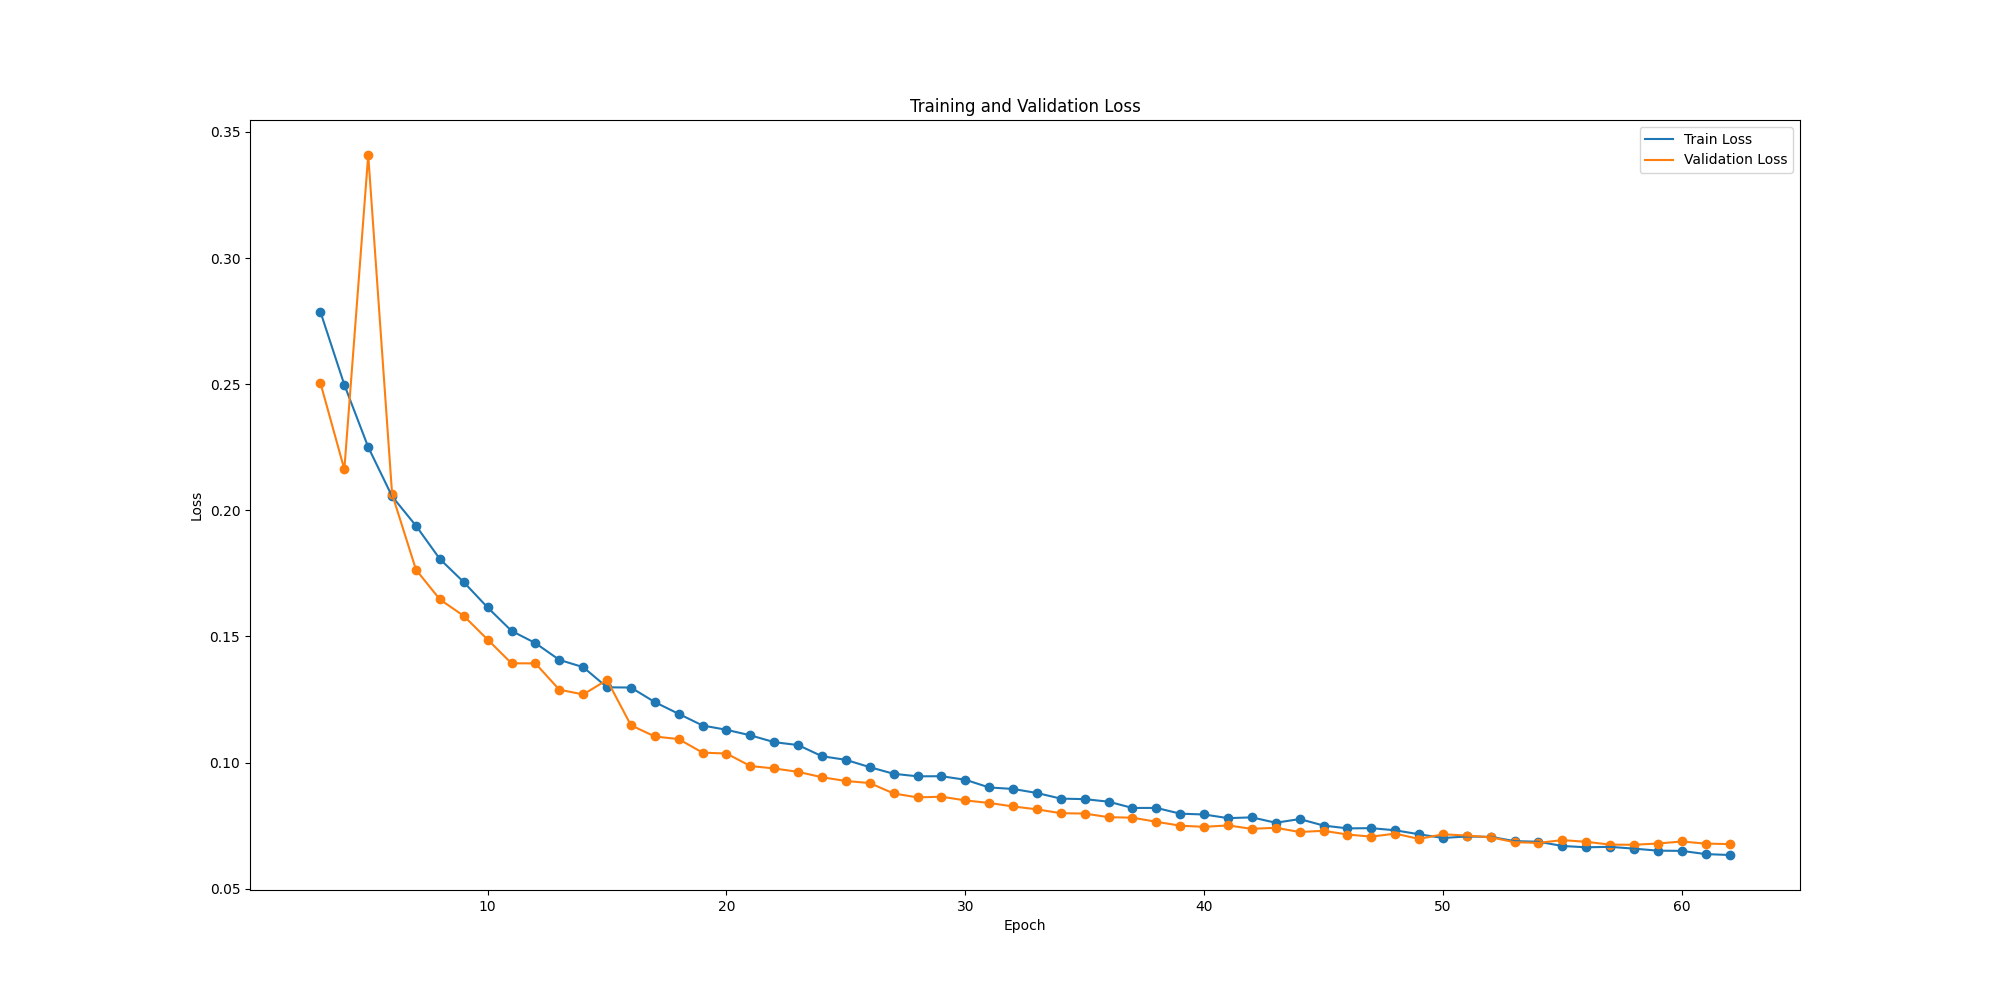 Training and Validation Loss
Train Loss
Validation Loss
0.35
0.30
0.25
0.20
0.15
0.10
0.05
Loss
10 20 30 40 50 60
Epoch